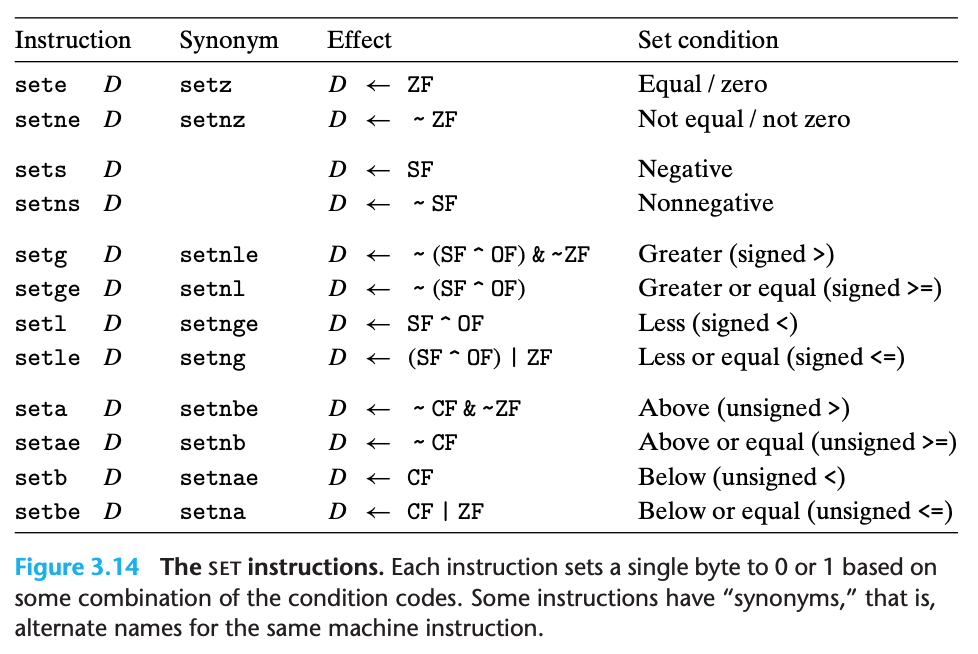 Instruction Synonym Effect Set condition
sete D setz D ← ZF Equal / zero
setne D setnz D ← ~ ZF Not equal / not zero
sets D D ← SF Negative
setns D D ← ~ SF Nonnegative
setg D setnle D ← ~ (SF ^ OF) & ~ZF Greater (signed >)
setge D setnl D ← ~ (SF ^ OF) Greater or equal (signed >=)
setl D setnge D ← SF ^ OF Less (signed <)
setle D setng D ← (SF ^ OF) | ZF Less or equal (signed <=)
seta D setnbe D ← ~ CF & ~ZF Above (unsigned >)
setae D setnb D ← ~ CF Above or equal (unsigned >=)
setb D setnae D ← CF Below (unsigned <)
setbe D setna D ← CF | ZF Below or equal (unsigned <=)
Figure 3.14 The SET instructions. Each instruction sets a single byte to 0 or 1 based on
some combination of the condition codes. Some instructions have “synonyms,” that is,
alternate names for the same machine instruction.